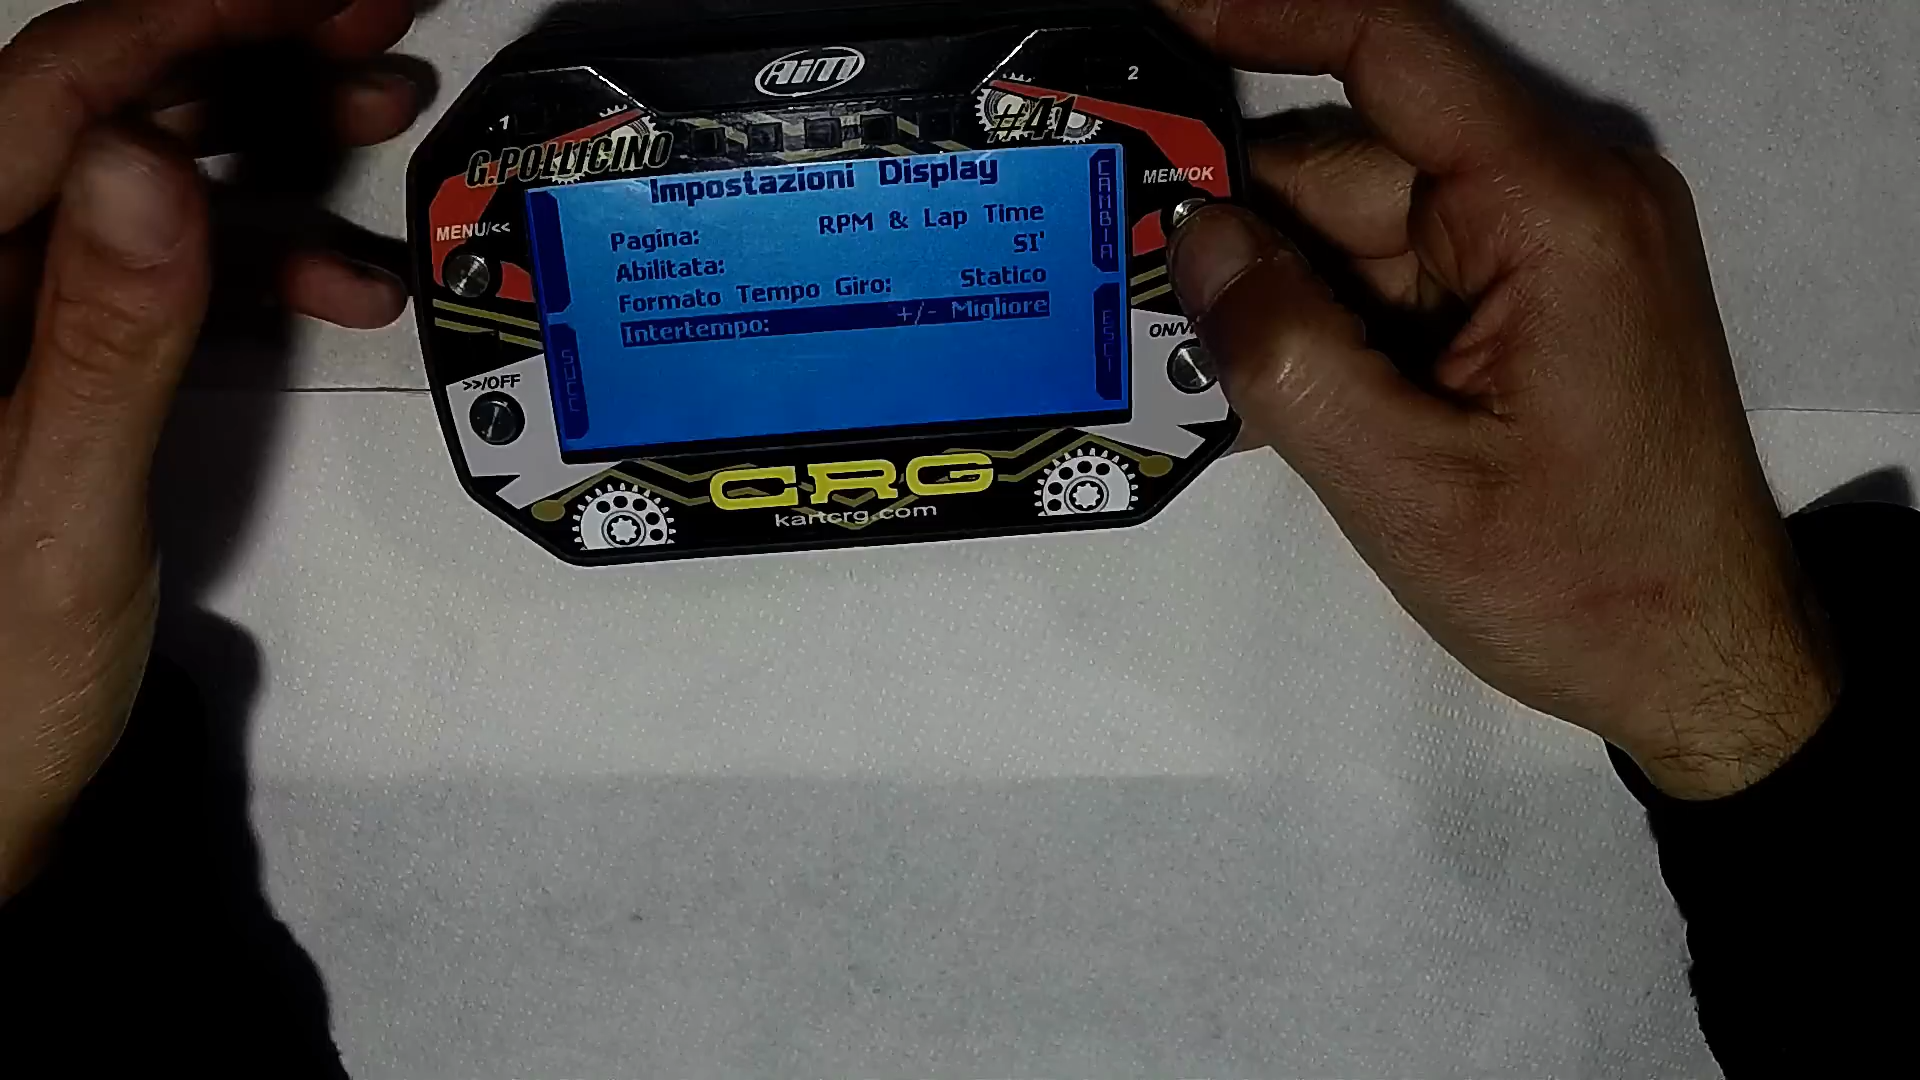 AiM
1
2
G.POLLICINO
#41
Impostazioni Display
MENU/<<
MEM/OK
CAMBIA
Pagina: RPM & Lap Time
Abilitata: SI'
Formato Tempo Giro: Statico
Intertempo: +/- Migliore
>>/OFF
SUCC
ESCI
CRG
kartcrg.com